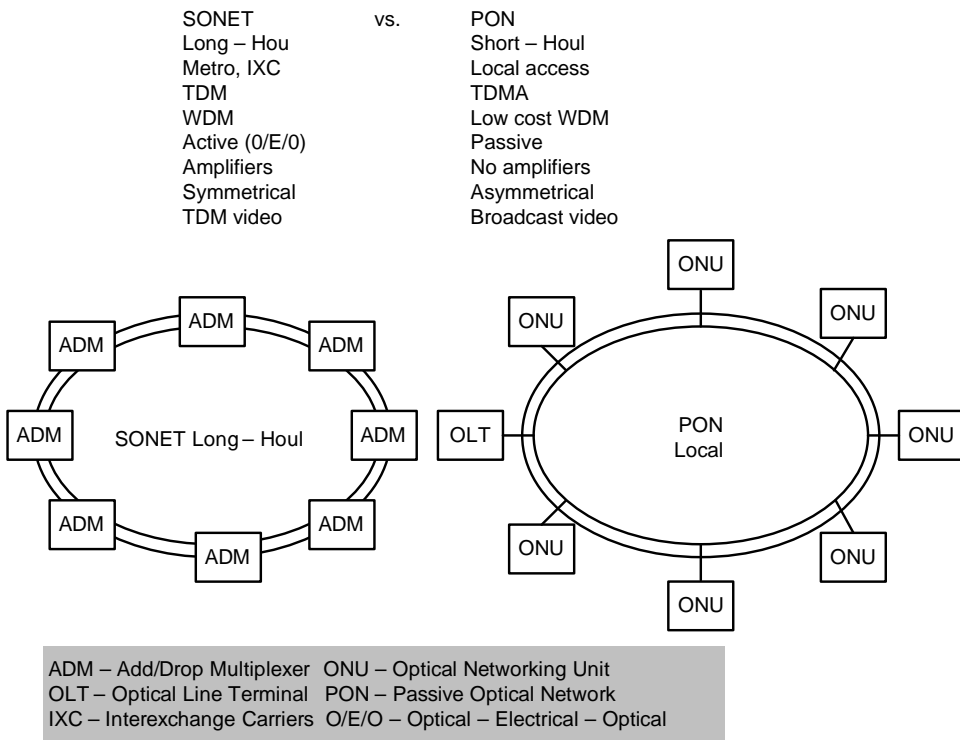 SONET vs. PON
Long – Hou Short – Houl
Metro, IXC Local access
TDM TDMA
WDM Low cost WDM
Active (0/E/0) Passive
Amplifiers No amplifiers
Symmetrical Asymmetrical
TDM video Broadcast video
ONU
ADM
ONU
ONU
ADM
ADM
ADM
SONET Long – Houl
ADM
OLT
PON
Local
ONU
ADM
ADM
ADM
ONU
ONU
ONU
ADM – Add/Drop Multiplexer ONU – Optical Networking Unit
OLT – Optical Line Terminal PON – Passive Optical Network
IXC – Interexchange Carriers O/E/O – Optical – Electrical – Optical